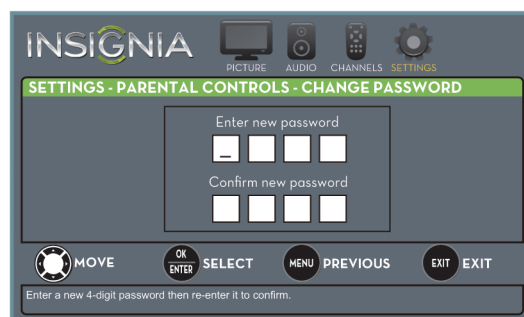 INSIGNIA
PICTURE AUDIO CHANNELS SETTINGS
SETTINGS - PARENTAL CONTROLS - CHANGE PASSWORD
Enter new password
_
Confirm new password
MOVE OK ENTER SELECT MENU PREVIOUS EXIT EXIT
Enter a new 4-digit password then re-enter it to confirm.